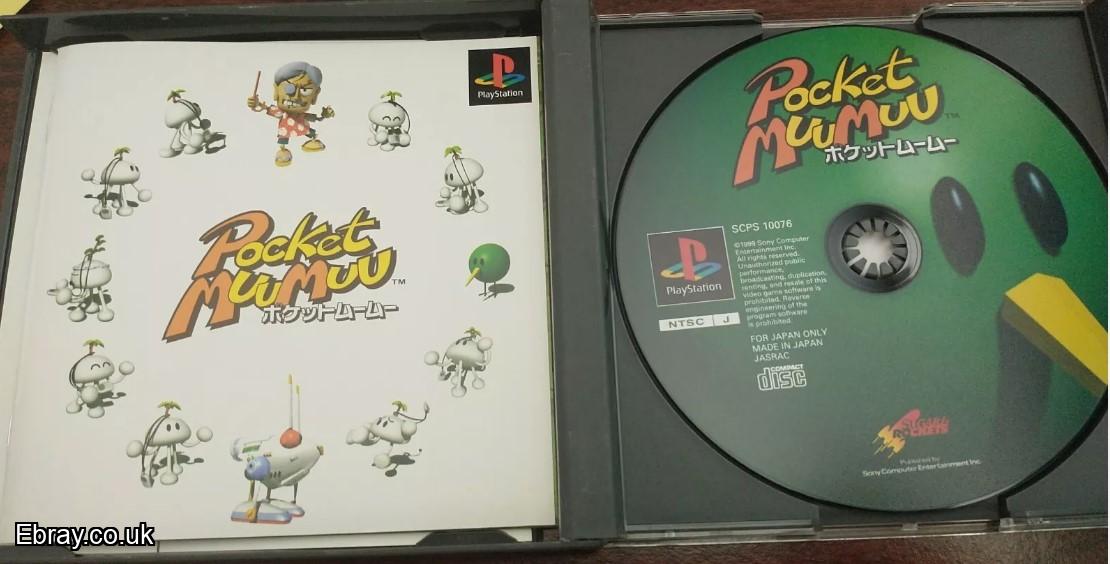 PlayStation
Pocket
MuuMuu™
ポケットムームー
Pocket
MuuMuu™
ポケットムームー
SCPS 10076
PlayStation
NTSC J
©1999 Sony Computer
Entertainment Inc.
All rights reserved.
Unauthorized public
performance,
broadcasting, duplication,
renting, and resale of this
video game software is
prohibited. Reverse
engineering of the
program software
is prohibited.
FOR JAPAN ONLY
MADE IN JAPAN
JASRAC
COMPACT
disc
SUGAR &
ROCKETS
Published by
Sony Computer Entertainment Inc.
Ebray.co.uk